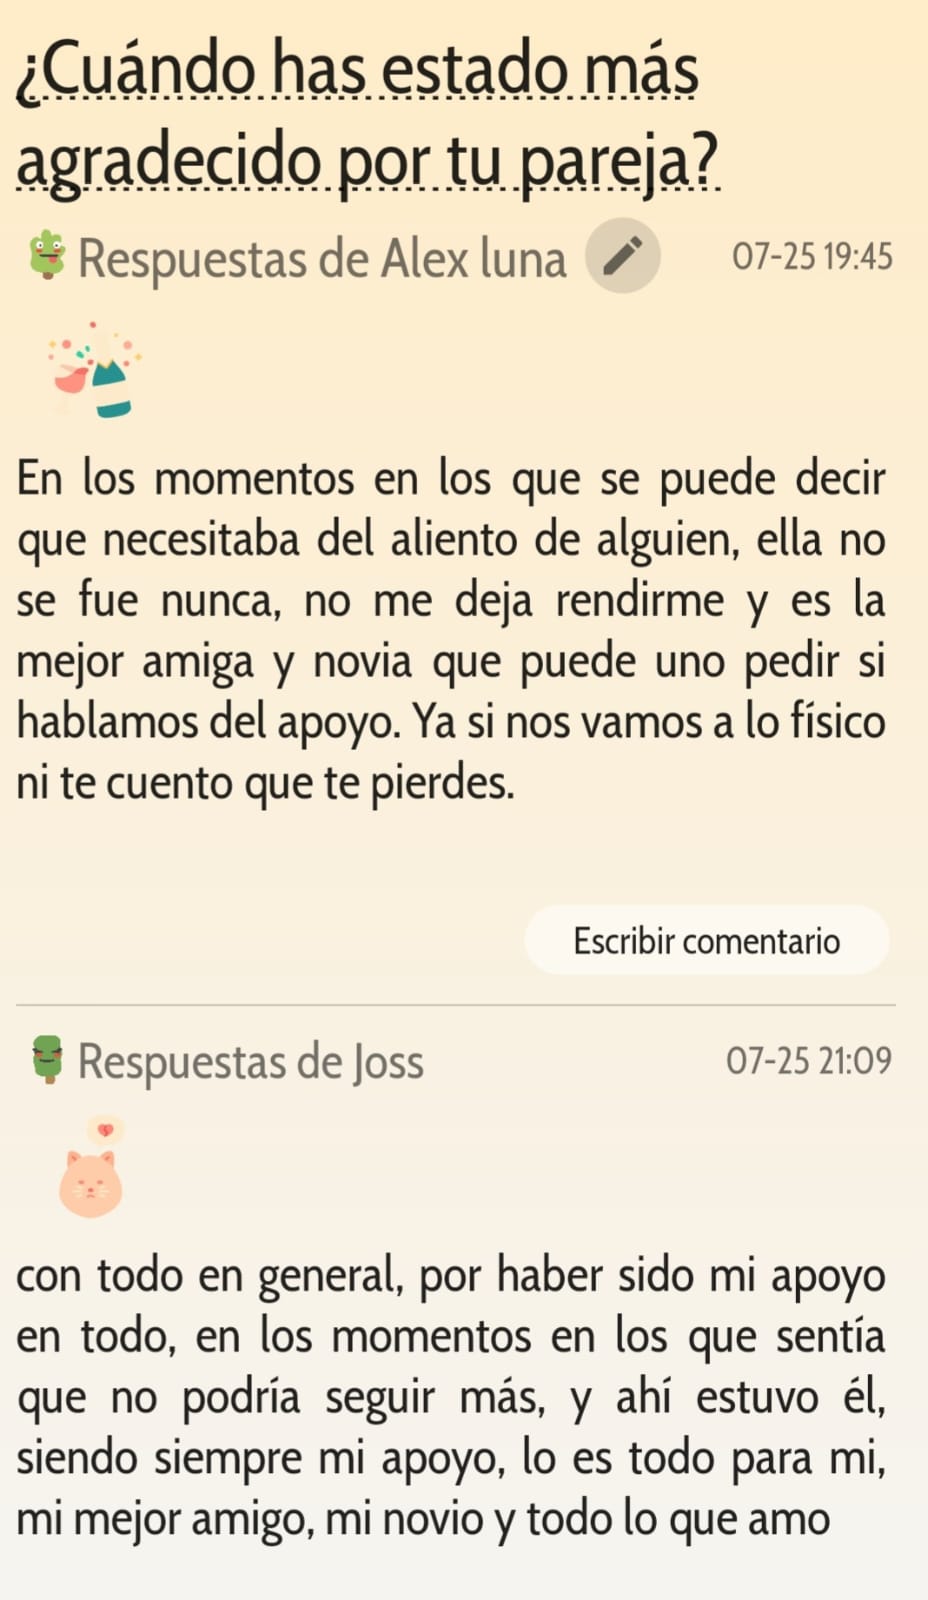 ¿Cuándo has estado más
agradecido por tu pareja?
Respuestas de Alex luna
07-25 19:45
En los momentos en los que se puede decir
que necesitaba del aliento de alguien, ella no
se fue nunca, no me deja rendirme y es la
mejor amiga y novia que puede uno pedir si
hablamos del apoyo. Ya si nos vamos a lo físico
ni te cuento que te pierdes.
Escribir comentario
Respuestas de Joss
07-25 21:09
con todo en general, por haber sido mi apoyo
en todo, en los momentos en los que sentía
que no podría seguir más, y ahí estuvo él,
siendo siempre mi apoyo, lo es todo para mi,
mi mejor amigo, mi novio y todo lo que amo